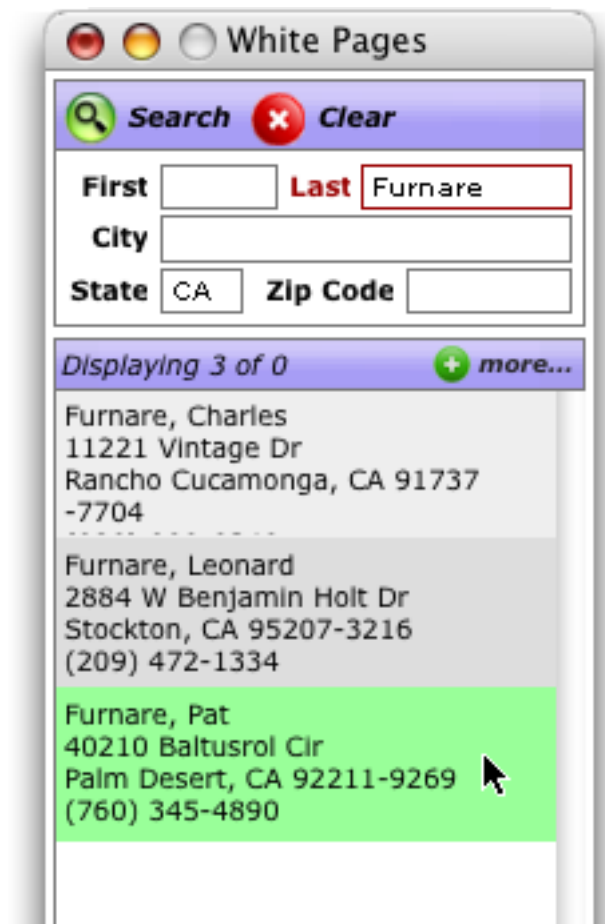 White Pages
Search Clear
First Last Furnare
City
State CA Zip Code
Displaying 3 of 0 more...
Furnare, Charles
11221 Vintage Dr
Rancho Cucamonga, CA 91737
-7704
Furnare, Leonard
2884 W Benjamin Holt Dr
Stockton, CA 95207-3216
(209) 472-1334
Furnare, Pat
40210 Baltusrol Cir
Palm Desert, CA 92211-9269
(760) 345-4890